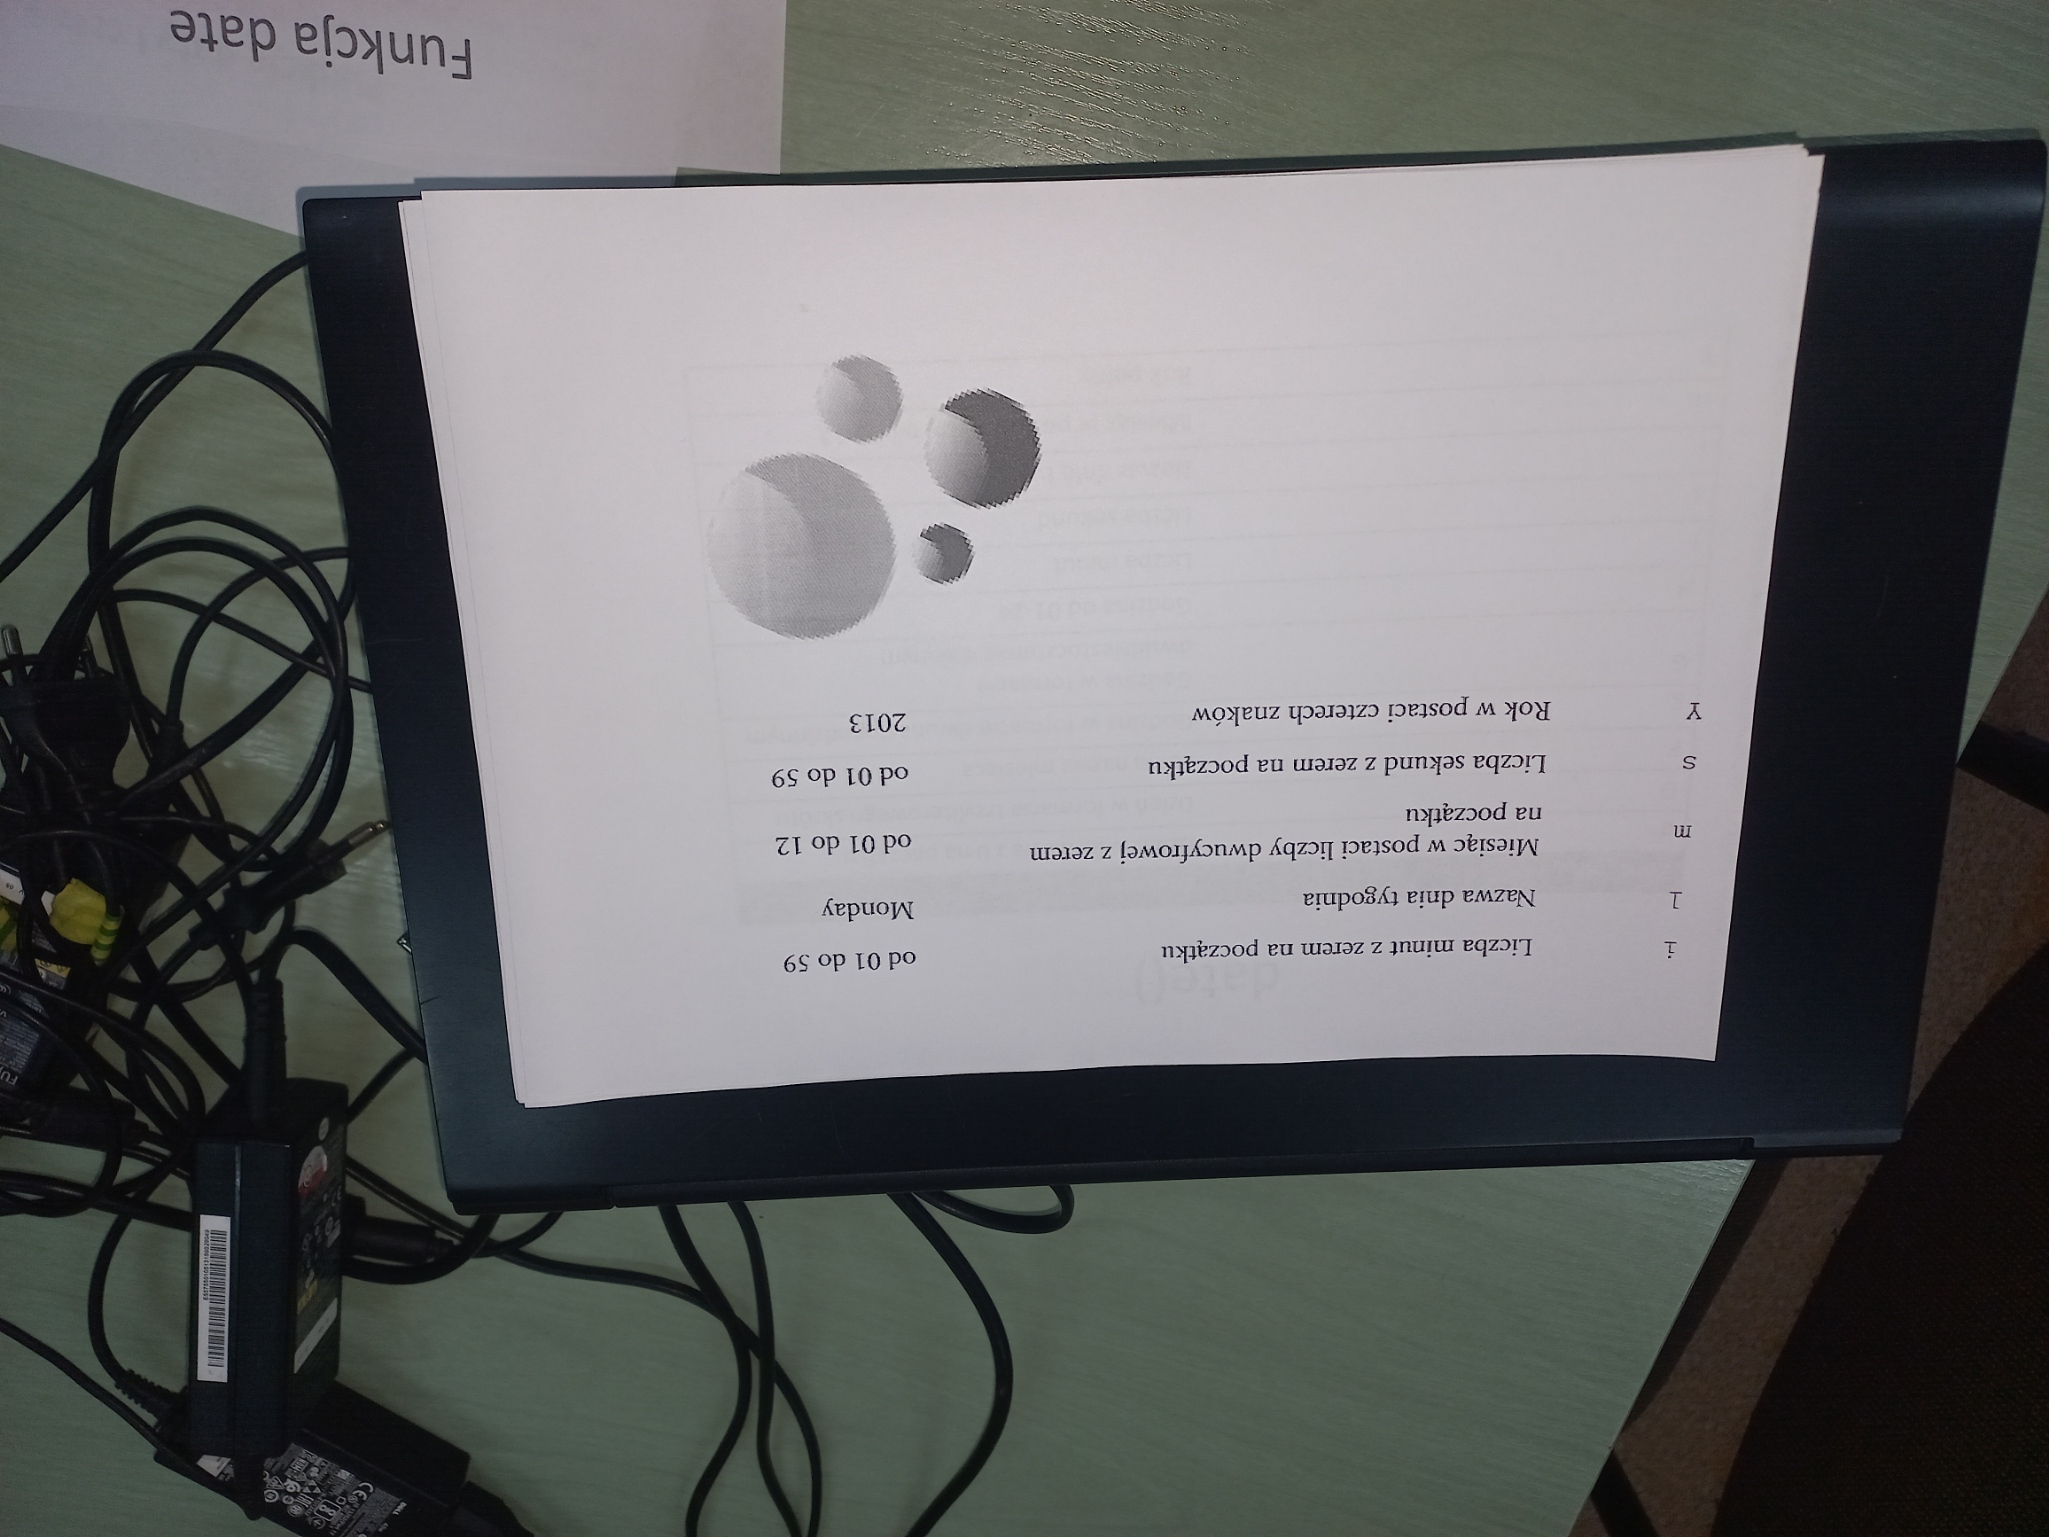 i Liczba minut z zerem na początku od 01 do 59
l Nazwa dnia tygodnia Monday
m Miesiąc w postaci liczby dwucyfrowej z zerem od 01 do 12
na początku
s Liczba sekund z zerem na początku od 01 do 59
Y Rok w postaci czterech znaków 2013
date()
Funkcja date